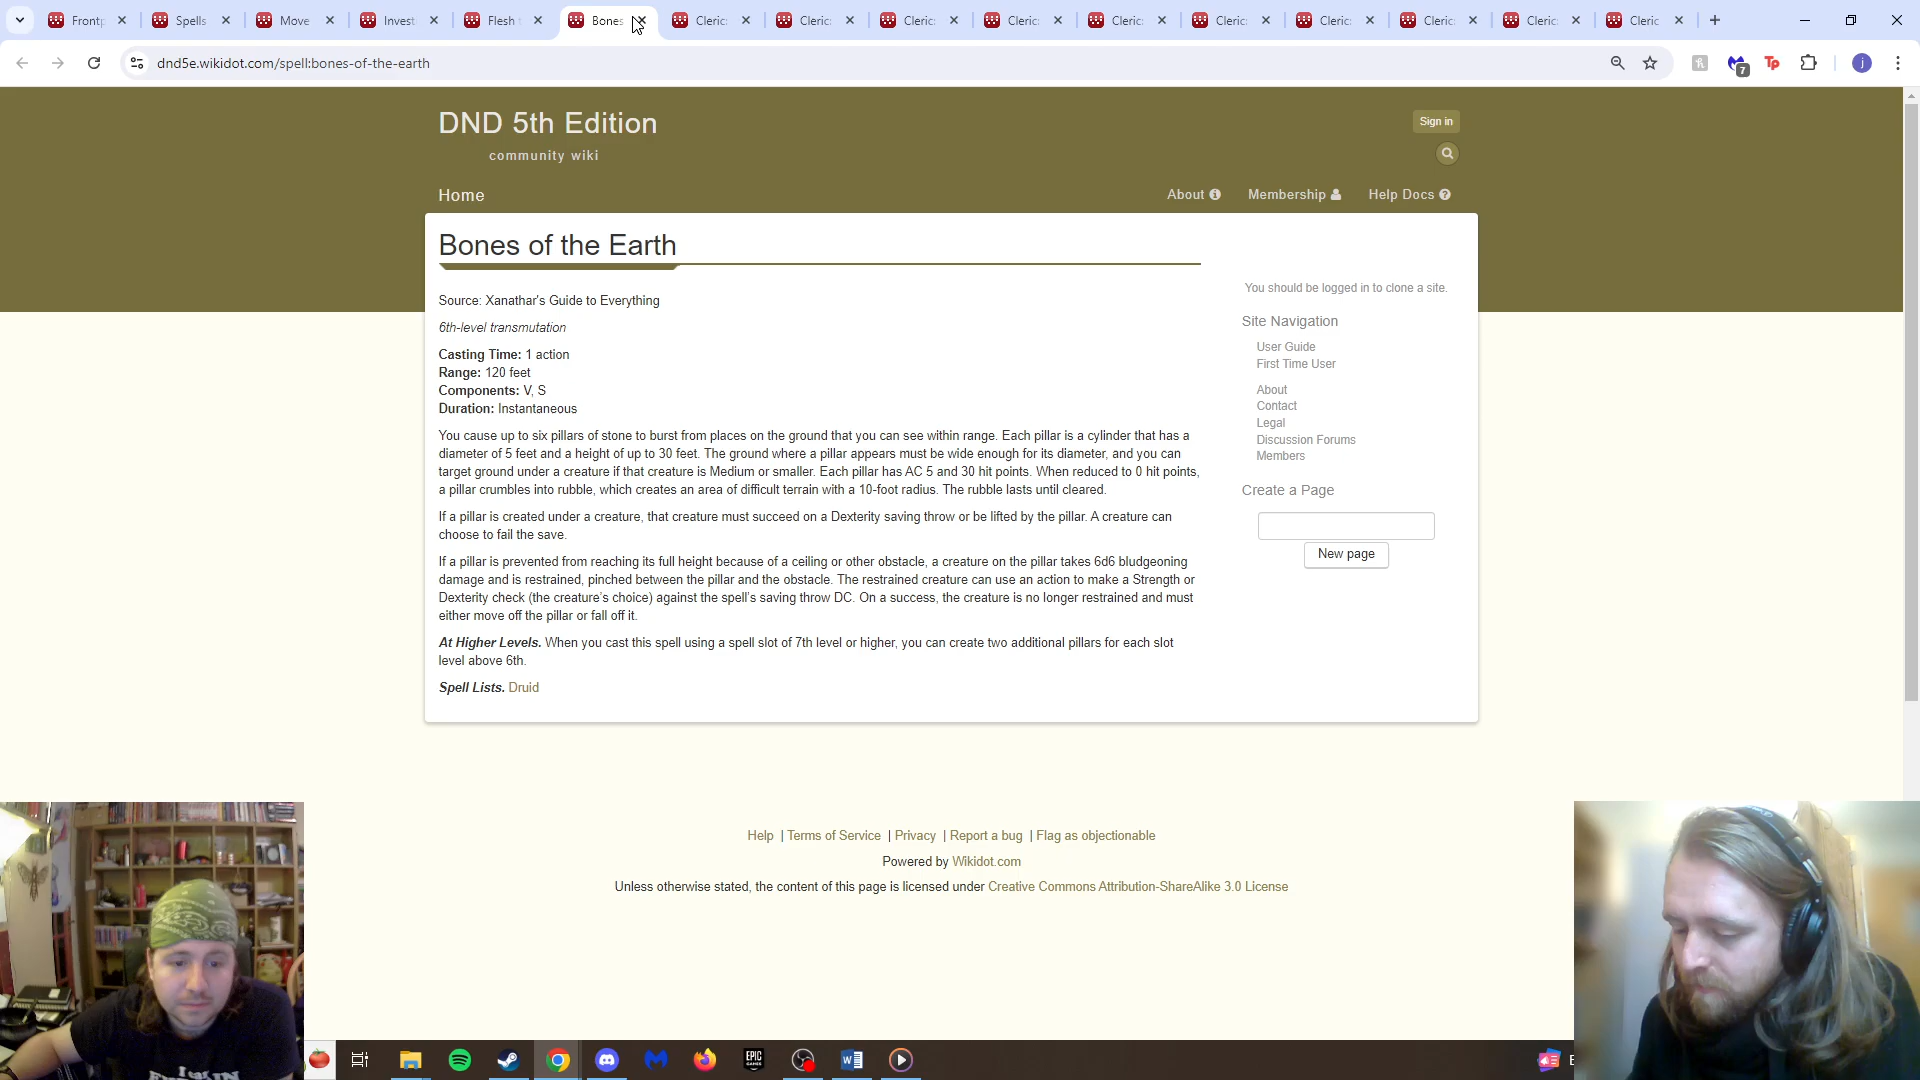 Frontp
Spells
Move
Investi
Flesh t
Bones
Cleric:
Cleric:
Cleric:
Cleric:
Cleric:
Cleric:
Cleric:
Cleric:
Cleric:
Cleric
dnd5e.wikidot.com/spell:bones-of-the-earth
7
Tp
j
DND 5th Edition
community wiki
Sign in
Home
About
Membership
Help Docs
Bones of the Earth
Source: Xanathar's Guide to Everything
6th-level transmutation
Casting Time: 1 action
Range: 120 feet
Components: V, S
Duration: Instantaneous
You cause up to six pillars of stone to burst from places on the ground that you can see within range. Each pillar is a cylinder that has a
diameter of 5 feet and a height of up to 30 feet. The ground where a pillar appears must be wide enough for its diameter, and you can
target ground under a creature if that creature is Medium or smaller. Each pillar has AC 5 and 30 hit points. When reduced to 0 hit points,
a pillar crumbles into rubble, which creates an area of difficult terrain with a 10-foot radius. The rubble lasts until cleared.
If a pillar is created under a creature, that creature must succeed on a Dexterity saving throw or be lifted by the pillar. A creature can
choose to fail the save.
If a pillar is prevented from reaching its full height because of a ceiling or other obstacle, a creature on the pillar takes 6d6 bludgeoning
damage and is restrained, pinched between the pillar and the obstacle. The restrained creature can use an action to make a Strength or
Dexterity check (the creature's choice) against the spell's saving throw DC. On a success, the creature is no longer restrained and must
either move off the pillar or fall off it.
At Higher Levels. When you cast this spell using a spell slot of 7th level or higher, you can create two additional pillars for each slot
level above 6th.
Spell Lists. Druid
You should be logged in to clone a site.
Site Navigation
User Guide
First Time User
About
Contact
Legal
Discussion Forums
Members
Create a Page
New page
Help | Terms of Service | Privacy | Report a bug | Flag as objectionable
Powered by Wikidot.com
Unless otherwise stated, the content of this page is licensed under Creative Commons Attribution-ShareAlike 3.0 License
EPIC
GAMES